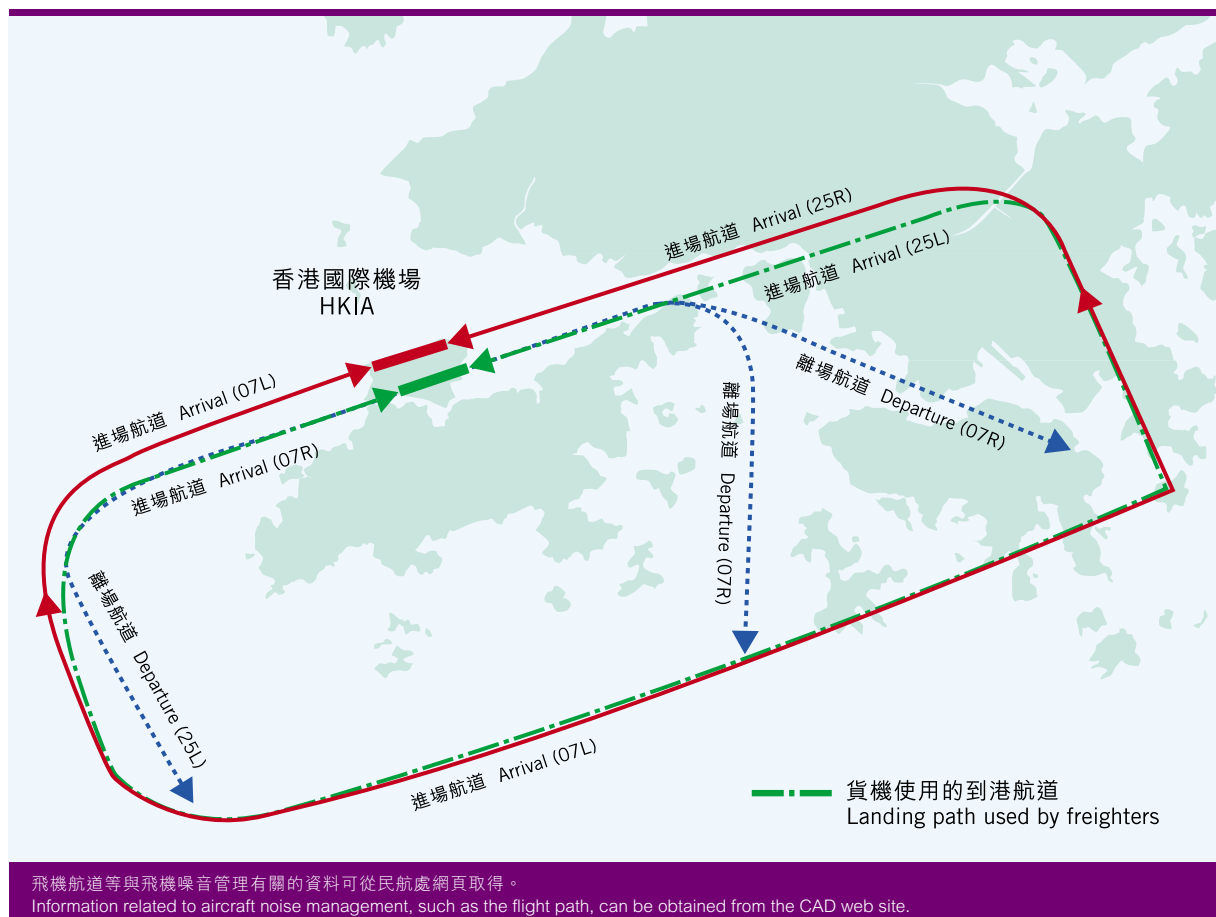 進場航道 Arrival (25R)
進場航道 Arrival (25L)
香港國際機場
HKIA
離場航道 Departure (07R)
進場航道 Arrival (07L)
離場航道 Departure (07R)
進場航道 Arrival (07R)
離場航道 Departure (25L)
進場航道 Arrival (07L)
貨機使用的到港航道
Landing path used by freighters
飛機航道等與飛機噪音管理有關的資料可從民航處網頁取得。
Information related to aircraft noise management, such as the flight path, can be obtained from the CAD web site.